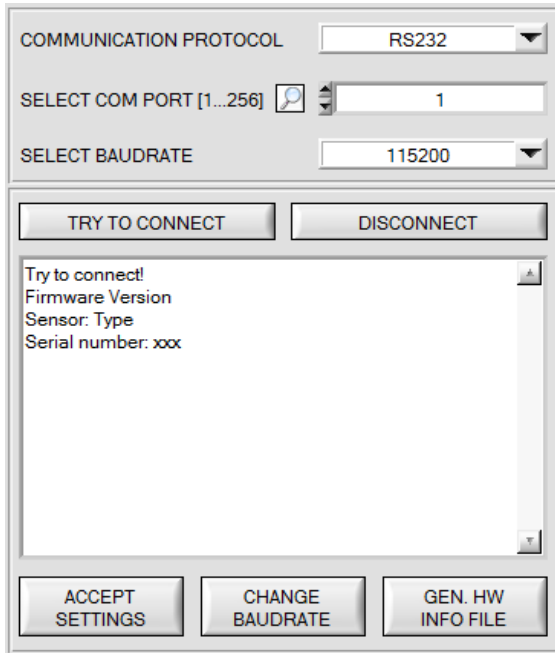 COMMUNICATION PROTOCOL RS232
SELECT COM PORT [1...256] 1
SELECT BAUDRATE 115200
TRY TO CONNECT DISCONNECT
Try to connect!
Firmware Version
Sensor: Type
Serial number: xxx
ACCEPT SETTINGS
CHANGE BAUDRATE
GEN. HW INFO FILE